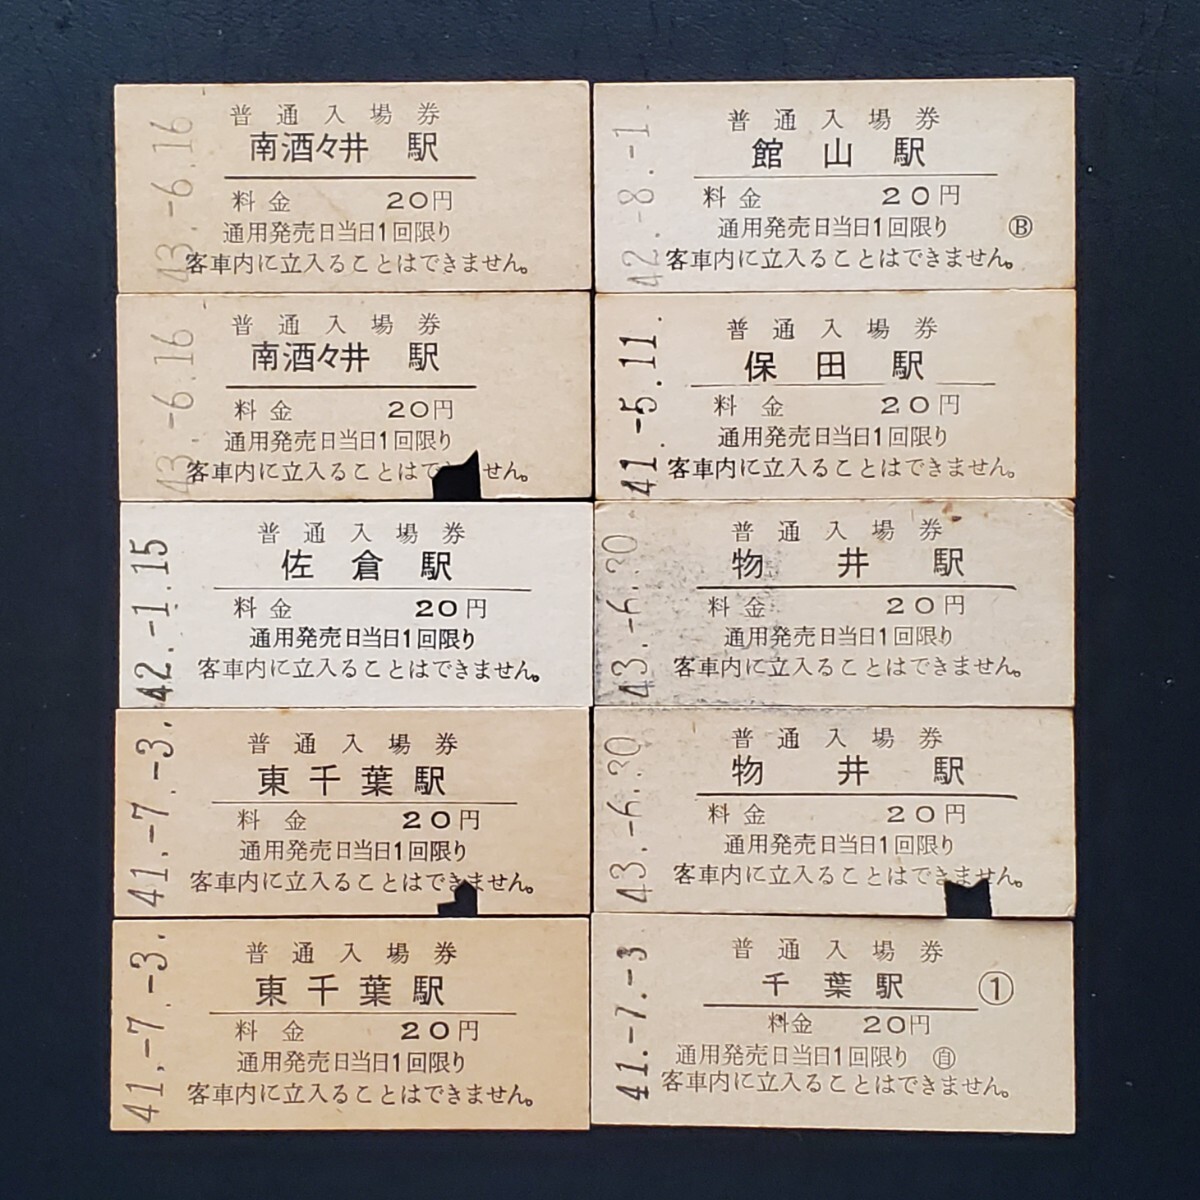 43.-6.16
普通入場券
南酒々井 駅
料金 20円
通用発売日当日1回限り
客車内に立入ることはできません。
43.-6.16
普通入場券
南酒々井 駅
料金 20円
通用発売日当日1回限り
客車内に立入ることはで せん。
42.-1.15
普通入場券
佐倉駅
料金 20円
通用発売日当日1回限り
客車内に立入ることはできません。
41.-7.-3.
普通入場券
東千葉駅
料金 20円
通用発売日当日1回限り
客車内に立入ることはできません。
41.-7.-3.
普通入場券
東千葉駅
料金 20円
通用発売日当日1回限り
客車内に立入ることはできません。
42.-8.-1
普通入場券
館山駅
料金 20円
通用発売日当日1回限り Ⓑ
客車内に立入ることはできません。
41.-5.11.
普通入場券
保田駅
料金 20円
通用発売日当日1回限り
客車内に立入ることはできません。
43.-6.30
普通入場券
物井駅
料金 20円
通用発売日当日1回限り
客車内に立入ることはできません。
43.-6.30
普通入場券
物井駅
料金 20円
通用発売日当日1回限り
客車内に立入ることはできません。
41.-7.-3
普通入場券
千葉駅 ①
料金 20円
通用発売日当日1回限り 自
客車内に立入ることはできません。